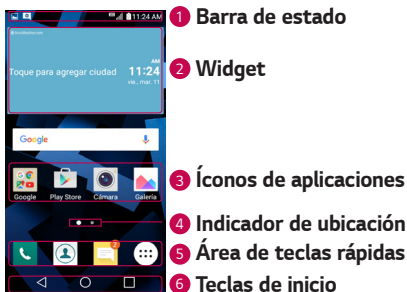 11:24 AM
1 Barra de estado
AM
Toque para agregar ciudad 11:24
vie., mar. 11
2 Widget
Google
Google Play Store Cámara Galería
3 Íconos de aplicaciones
4 Indicador de ubicación
2
5 Área de teclas rápidas
6 Teclas de inicio